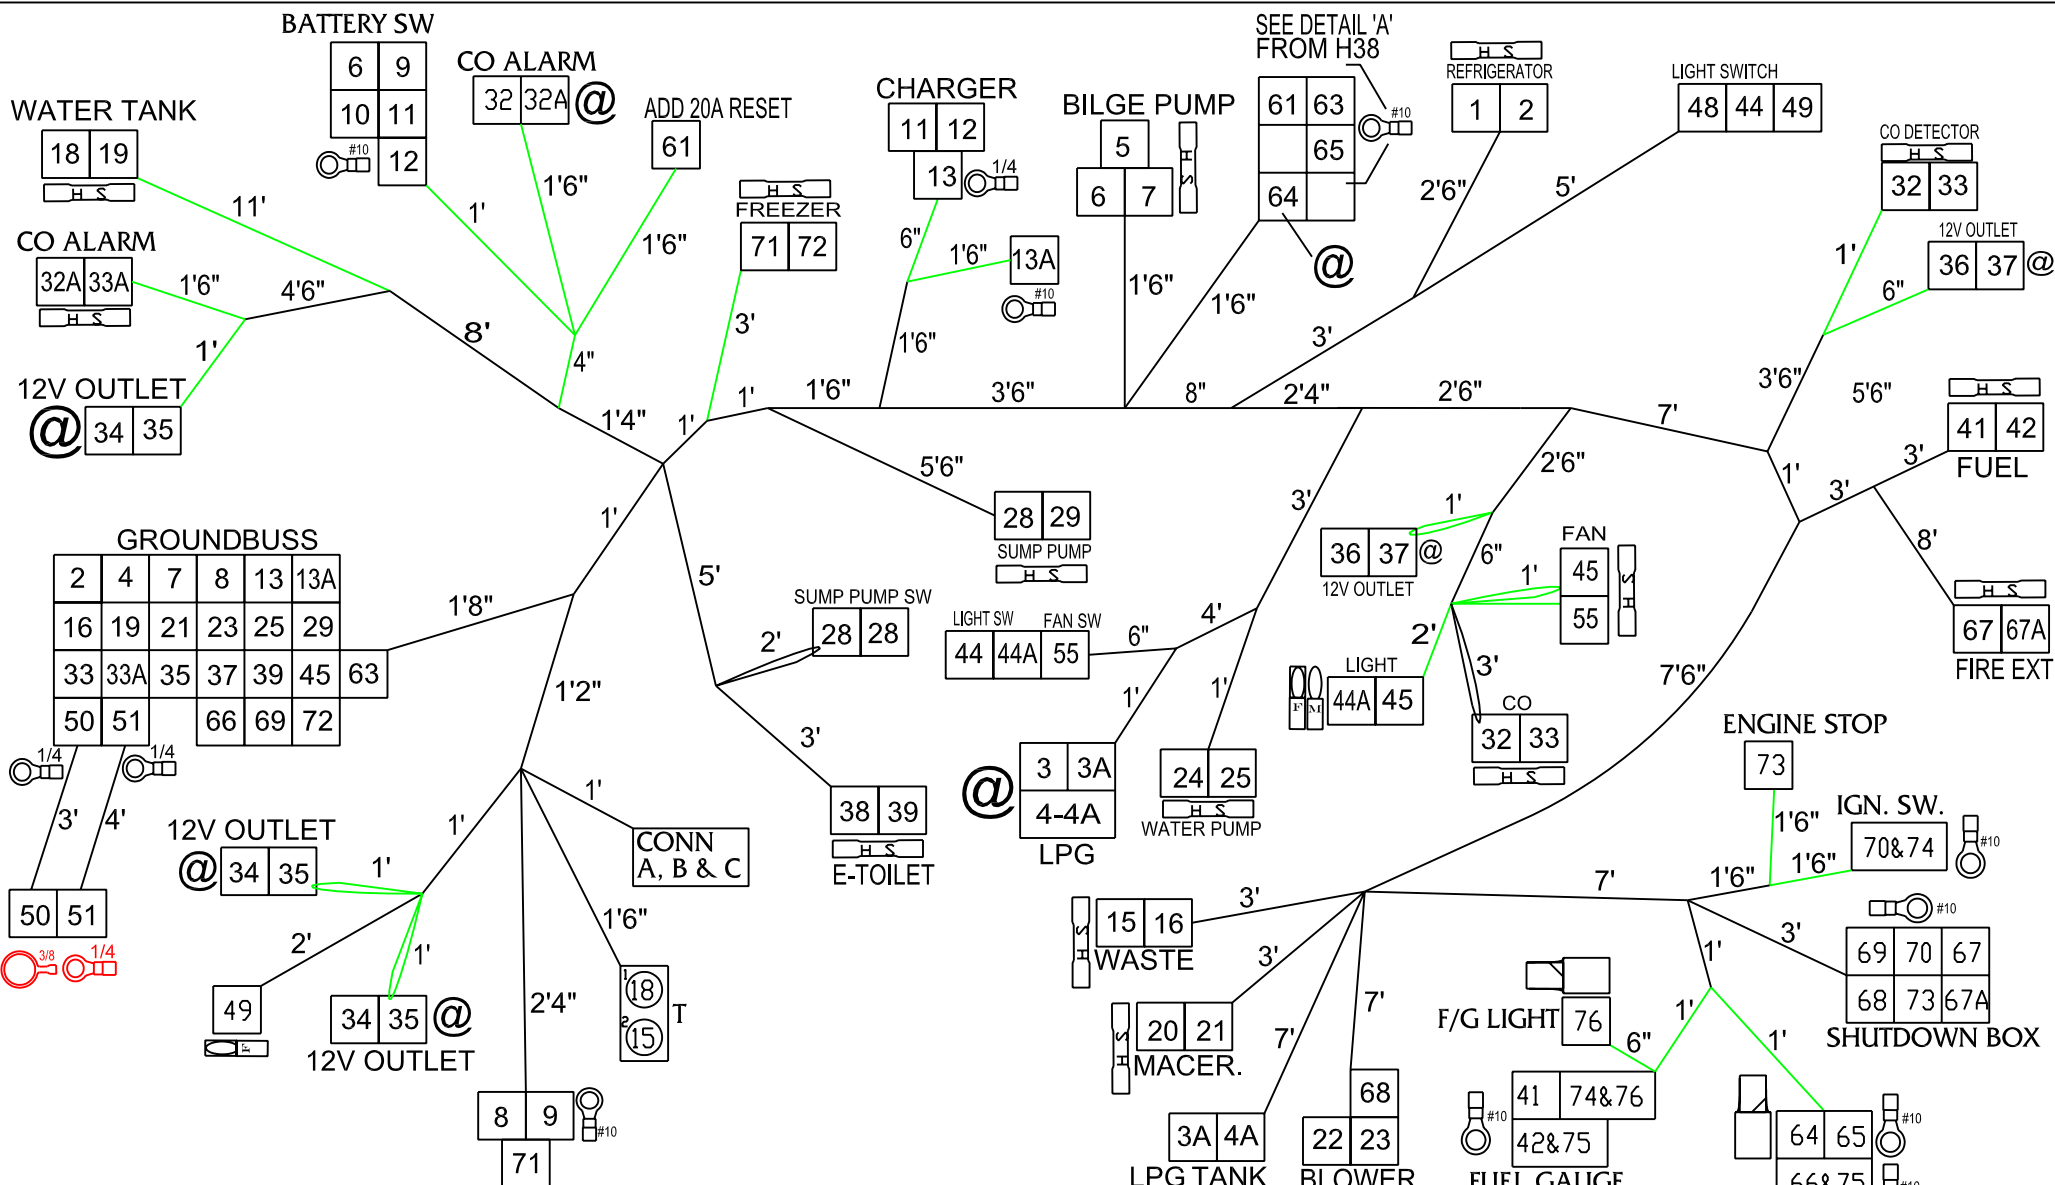 BATTERY SW
6 9
10 11
12
#10
CO ALARM
32 32A @
ADD 20A RESET
61
WATER TANK
18 19
H S
11'
1'
1'6"
1'6"
4"
CO ALARM
32A 33A
H S
1'6"
4'6"
8'
1'
12V OUTLET
@ 34 35
1'4"
H S
FREEZER
71 72
3'
1'
1'
CHARGER
11 12
13 1/4
6"
1'6"
13A
#10
1'6"
1'6"
3'6"
BILGE PUMP
5
6 7
H S
1'6"
SEE DETAIL 'A'
FROM H38
61 63
65
64
#10
@
1'6"
8"
H S
REFRIGERATOR
1 2
2'6"
LIGHT SWITCH
48 44 49
5'
3'
2'4"
2'6"
7'
CO DETECTOR
H S
32 33
1'
12V OUTLET
36 37 @
6"
3'6"
5'6"
H S
41 42
FUEL
3'
3'
1'
8'
H S
67 67A
FIRE EXT
5'6"
28 29
SUMP PUMP
H S
3'
2'6"
1'
36 37 @
12V OUTLET
6"
FAN
45
55
H S
1'
2'
LIGHT
44A 45
F M
3'
CO
32 33
H S
7'6"
GROUNDBUSS
2 4 7 8 13 13A
16 19 21 23 25 29
33 33A 35 37 39 45 63
50 51 66 69 72
1/4 1/4
3' 4'
50 51
3/8 1/4
1'
1'8"
1'2"
5'
SUMP PUMP SW
28 28
2'
3'
38 39
H S
E-TOILET
LIGHT SW FAN SW
44 44A 55
6"
4'
1'
1'
@
3 3A
4-4A
LPG
24 25
H S
WATER PUMP
12V OUTLET
@ 34 35
1'
1'
2'
49
F
1'
34 35 @
12V OUTLET
1'
CONN
A, B & C
1'6"
1 18
2 15
T
2'4"
8 9
#10
71
ENGINE STOP
73
1'6"
IGN. SW.
70&74
#10
1'6"
1'6"
7'
#10
3'
69 70 67
68 73 67A
SHUTDOWN BOX
1'
3'
15 16
H S
WASTE
3'
20 21
H S
MACER.
7'
3A 4A
LPG TANK
7'
68
22 23
BLOWER
F/G LIGHT 76
6"
1'
1'
#10
41 74&76
42&75
FUEL GAUGE
64 65
#10
66&75
#10